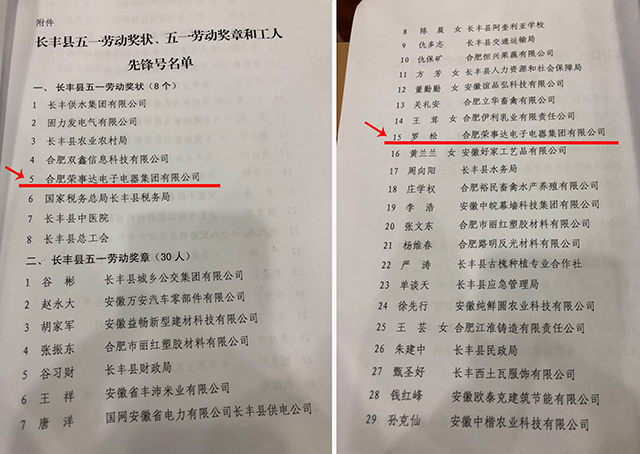 附件
长丰县五一劳动奖状、五一劳动奖章和工人
先锋号名单
一、长丰县五一劳动奖状（8个）
1 长丰供水集团有限公司
2 固力发电气有限公司
3 长丰县农业农村局
4 合肥双鑫信息科技有限公司
5 合肥荣事达电子电器集团有限公司
6 国家税务总局长丰县税务局
7 长丰县中医院
8 长丰县总工会
二、长丰县五一劳动奖章（30人）
1 谷 彬 长丰县城乡公交集团有限公司
2 赵永大 安徽万安汽车零部件有限公司
3 胡家军 安徽益畅新型建材科技有限公司
4 张振东 合肥市丽红塑胶材料有限公司
5 谷习财 长丰县财政局
6 王 祥 安徽省丰沛米业有限公司
7 唐 洋 国网安徽省电力有限公司长丰县供电公司
8 陈 晨 女 长丰县阿奎利亚学校
9 仇多志 长丰县交通运输局
10 仇保矿 合肥恒兴果蔬有限公司
11 方 芳 女 长丰县人力资源和社会保障局
12 董勤勤 女 安徽谊品弘科技有限公司
13 关礼安 合肥立华畜禽有限公司
14 王 茸 女 合肥伊利乳业有限责任公司
15 罗 松 合肥荣事达电子电器集团有限公司
16 黄兰兰 女 安徽好家工艺品有限公司
17 周向阳 长丰县水务局
18 庄学权 合肥裕民畜禽水产养殖有限公司
19 李 浩 安徽中皖幕墙科技集团有限公司
20 张文东 合肥市丽红塑胶材料有限公司
21 杨维春 合肥路明反光材料有限公司
22 严 涛 长丰县古槐种植专业合作社
23 单谈天 长丰县应急管理局
24 徐先行 安徽纯鲜圆农业科技有限公司
25 王 芸 女 合肥江淮铸造有限责任公司
26 朱建中 长丰县民政局
27 甄圣好 长丰西土瓦服饰有限公司
28 钱红峰 安徽欧泰克建筑节能有限公司
29 孙克仙 安徽中楷农业科技有限公司